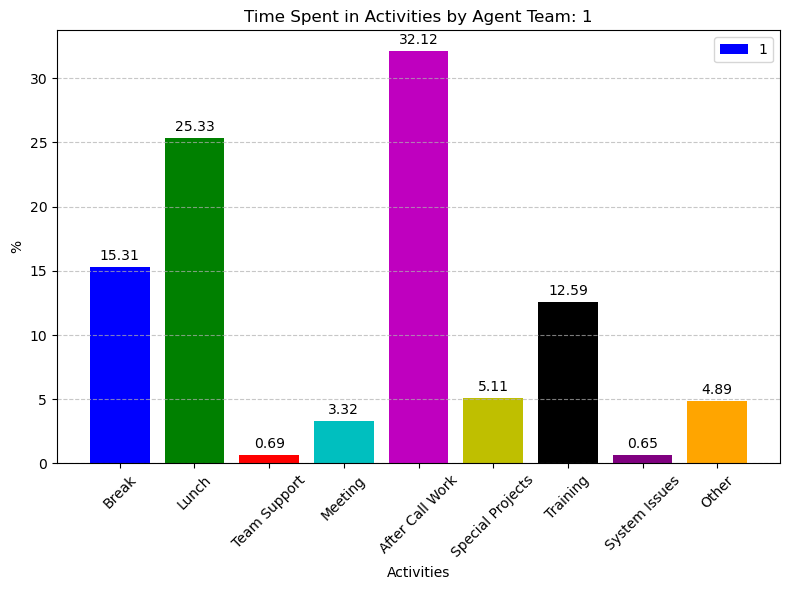 Time Spent in Activities by Agent Team: 1
1
32.12
25.33
15.31
12.59
5.11
4.89
3.32
0.69
0.65
30
25
20
15
10
5
0
%
Break
Lunch
Team Support
Meeting
After Call Work
Special Projects
Training
System Issues
Other
Activities